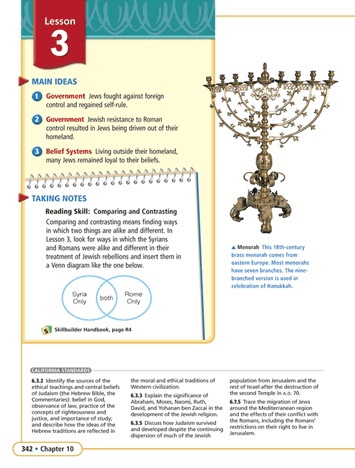 Lesson
3
MAIN IDEAS
1 Government Jews fought against foreign
control and regained self-rule.
2 Government Jewish resistance to Roman
control resulted in Jews being driven out of their
homeland.
3 Belief Systems Living outside their homeland,
many Jews remained loyal to their beliefs.
TAKING NOTES
Reading Skill: Comparing and Contrasting
Comparing and contrasting means finding ways
in which two things are alike and different. In
Lesson 3, look for ways in which the Syrians
and Romans were alike and different in their
treatment of Jewish rebellions and insert them in
a Venn diagram like the one below.
Syria
Only
both
Rome
Only
Skillbuilder Handbook, page R4
▲ Menorah This 18th-century
brass menorah comes from
eastern Europe. Most menorahs
have seven branches. The nine-
branched version is used in
celebration of Hanukkah.
CALIFORNIA STANDARDS
6.3.2 Identify the sources of the
ethical teachings and central beliefs
of Judaism (the Hebrew Bible, the
Commentaries): belief in God,
observance of law, practice of the
concepts of righteousness and
justice, and importance of study;
and describe how the ideas of the
Hebrew traditions are reflected in
the moral and ethical traditions of
Western civilization.
6.3.3 Explain the significance of
Abraham, Moses, Naomi, Ruth,
David, and Yohanan ben Zaccai in the
development of the Jewish religion.
6.3.5 Discuss how Judaism survived
and developed despite the continuing
dispersion of much of the Jewish
population from Jerusalem and the
rest of Israel after the destruction of
the second Temple in A.D. 70.
6.7.5 Trace the migration of Jews
around the Mediterranean region
and the effects of their conflict with
the Romans, including the Romans'
restrictions on their right to live in
Jerusalem.
342 • Chapter 10